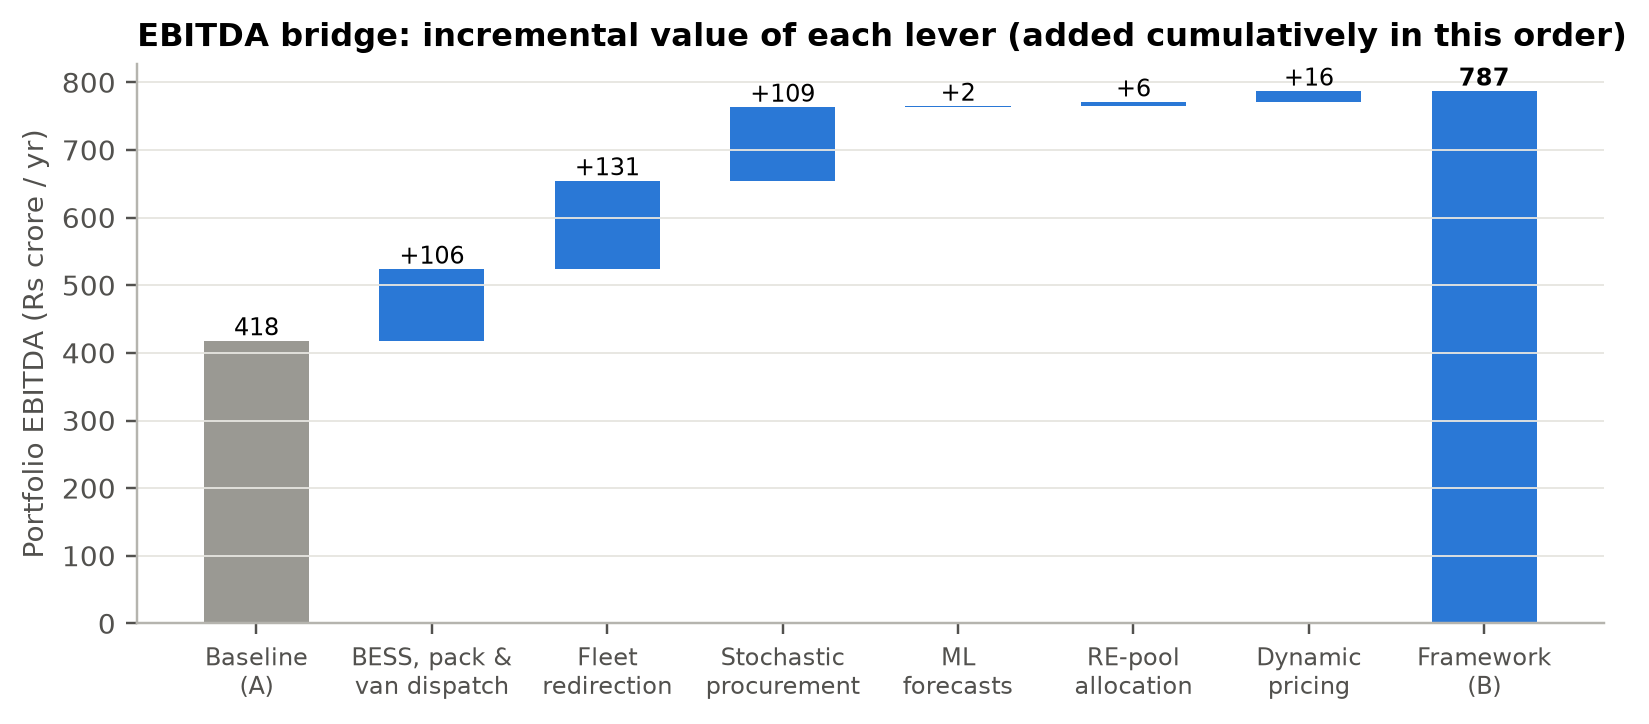 EBITDA bridge: incremental value of each lever (added cumulatively in this order)
Portfolio EBITDA (Rs crore / yr)
800
700
600
500
400
300
200
100
0
418
+106
+131
+109
+2
+6
+16
787
Baseline
(A)
BESS, pack &
van dispatch
Fleet
redirection
Stochastic
procurement
ML
forecasts
RE-pool
allocation
Dynamic
pricing
Framework
(B)